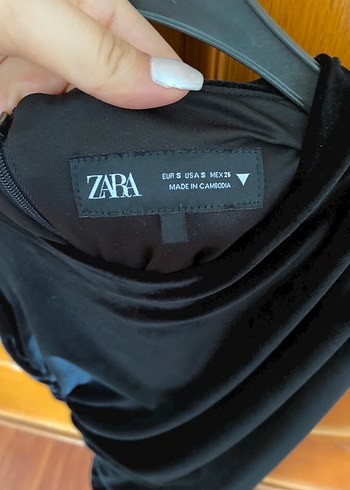 ZARA
EUR S USA S MEX 26
MADE IN CAMBODIA